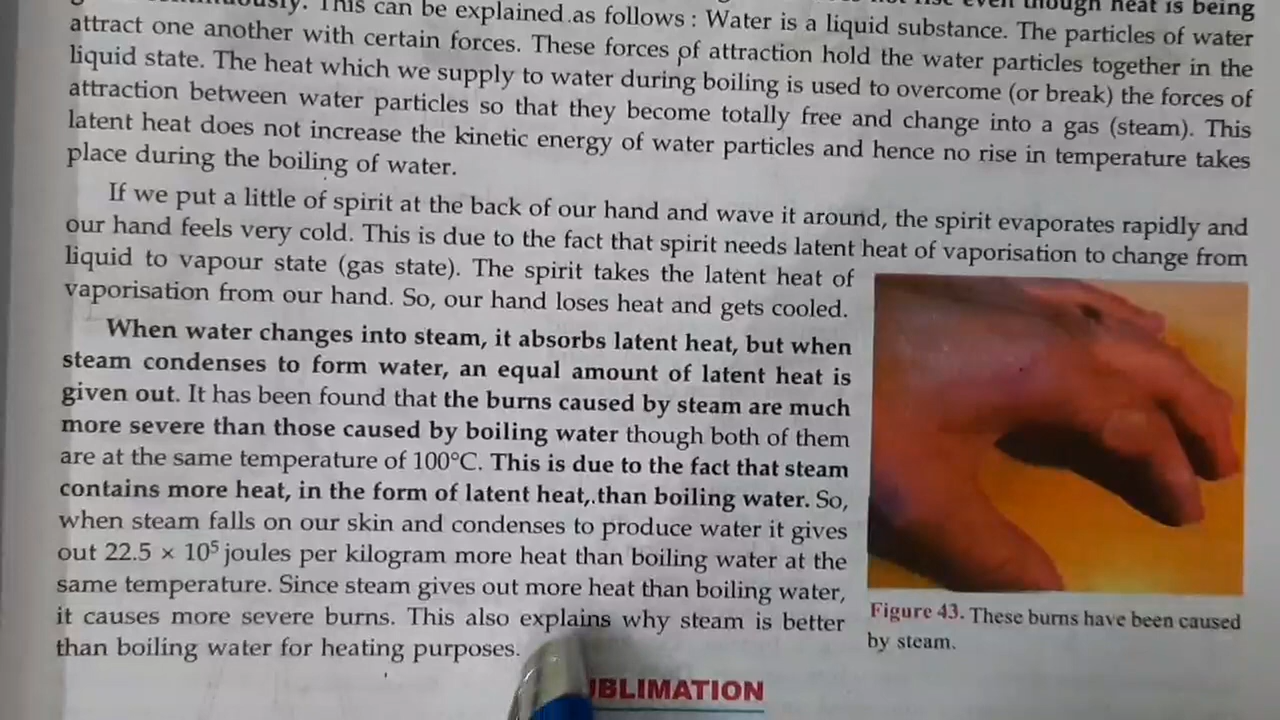 This can be explained as follows : Water is a liquid substance. The particles of water
attract one another with certain forces. These forces of attraction hold the water particles together in the
liquid state. The heat which we supply to water during boiling is used to overcome (or break) the forces of
attraction between water particles so that they become totally free and change into a gas (steam). This
latent heat does not increase the kinetic energy of water particles and hence no rise in temperature takes
place during the boiling of water.
If we put a little of spirit at the back of our hand and wave it around, the spirit evaporates rapidly and
our hand feels very cold. This is due to the fact that spirit needs latent heat of vaporisation to change from
liquid to vapour state (gas state). The spirit takes the latent heat of
vaporisation from our hand. So, our hand loses heat and gets cooled.
When water changes into steam, it absorbs latent heat, but when
steam condenses to form water, an equal amount of latent heat is
given out. It has been found that the burns caused by steam are much
more severe than those caused by boiling water though both of them
are at the same temperature of 100°C. This is due to the fact that steam
contains more heat, in the form of latent heat, than boiling water. So,
when steam falls on our skin and condenses to produce water it gives
out 22.5 × 10⁵ joules per kilogram more heat than boiling water at the
same temperature. Since steam gives out more heat than boiling water,
it causes more severe burns. This also explains why steam is better
than boiling water for heating purposes.
Figure 43. These burns have been caused
by steam.